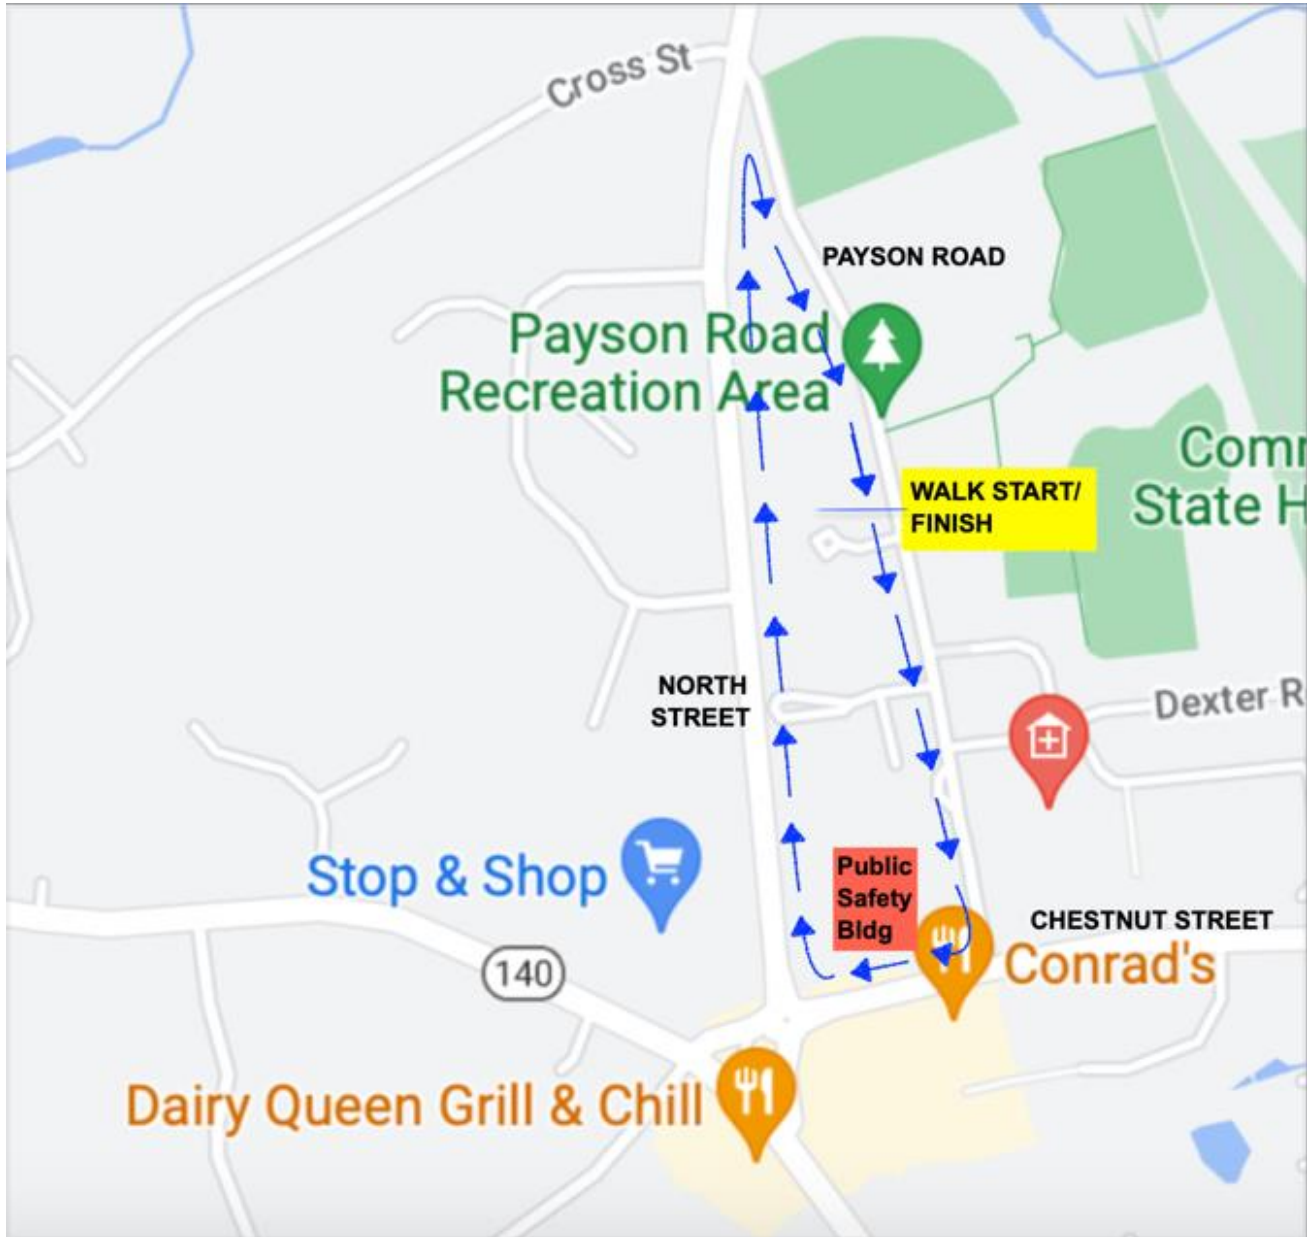 Cross St
PAYSON ROAD
Payson Road
Recreation Area
WALK START/
FINISH
Comr
State H
NORTH
STREET
Dexter R
Stop & Shop
Public
Safety
Bldg
CHESTNUT STREET
Conrad's
140
Dairy Queen Grill & Chill